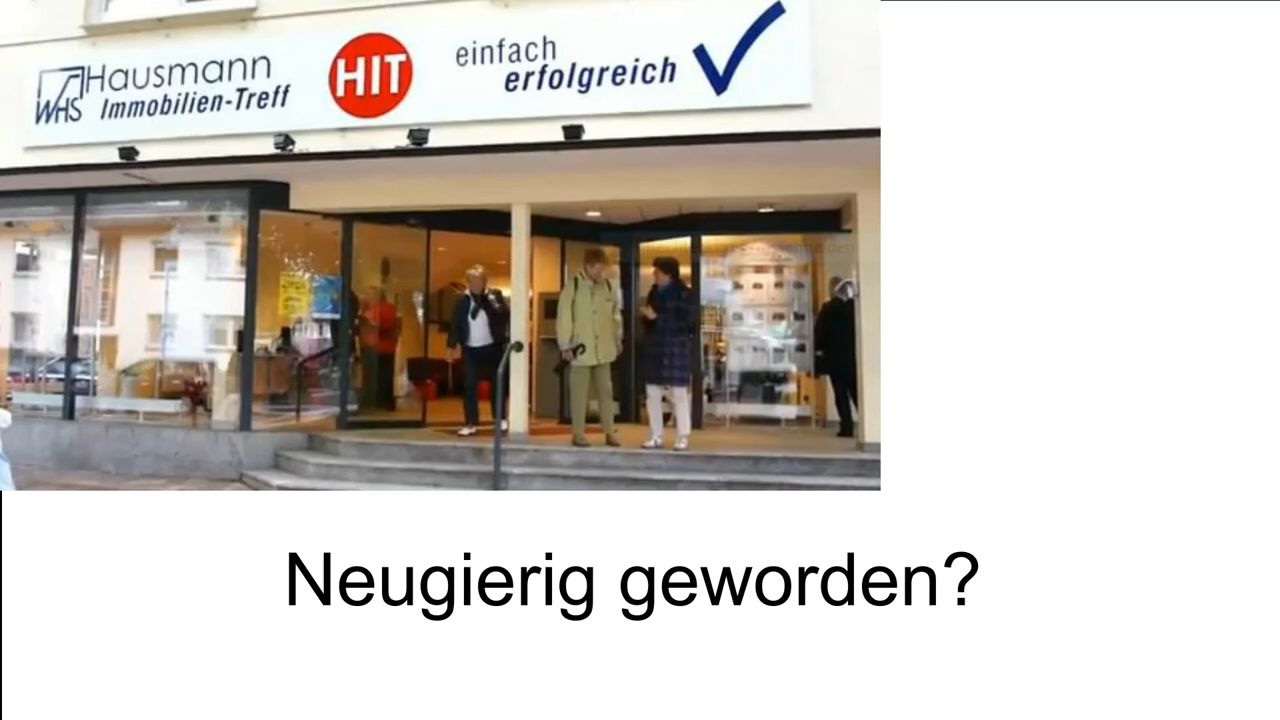 Hausmann
WHS
Immobilien-Treff
HIT
einfach
erfolgreich
Neugierig geworden?